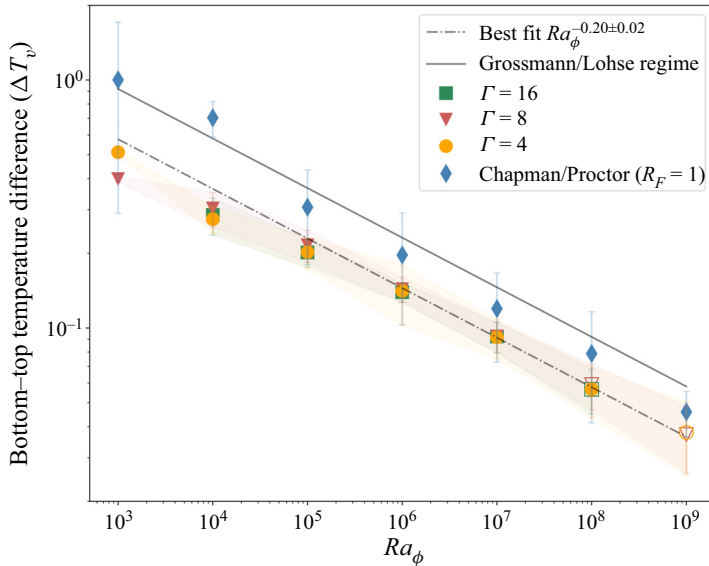 Bottom–top temperature difference (Δ T_v)
10^0
10^{-1}
Best fit Ra_ϕ^{-0.20±0.02}
Grossmann/Lohse regime
Γ = 16
Γ = 8
Γ = 4
Chapman/Proctor (R_F = 1)
10^3 10^4 10^5 10^6 10^7 10^8 10^9
Ra_ϕ